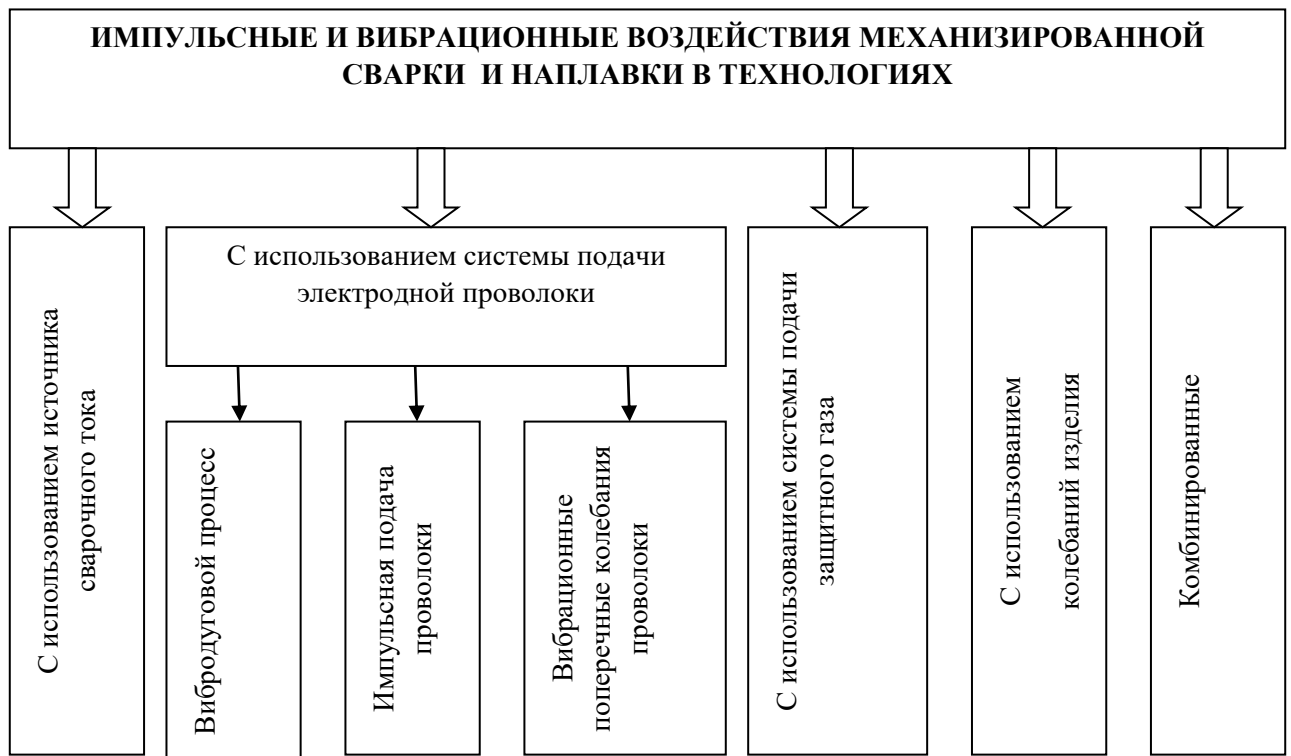 ИМПУЛЬСНЫЕ И ВИБРАЦИОННЫЕ ВОЗДЕЙСТВИЯ МЕХАНИЗИРОВАННОЙ
СВАРКИ И НАПЛАВКИ В ТЕХНОЛОГИЯХ
С использованием источника
сварочного тока
С использованием системы подачи
электродной проволоки
Вибродуговой процесс
Импульсная подача
проволоки
Вибрационные
поперечные колебания
проволоки
С использованием системы подачи
защитного газа
С использованием
колебаний изделия
Комбинированные